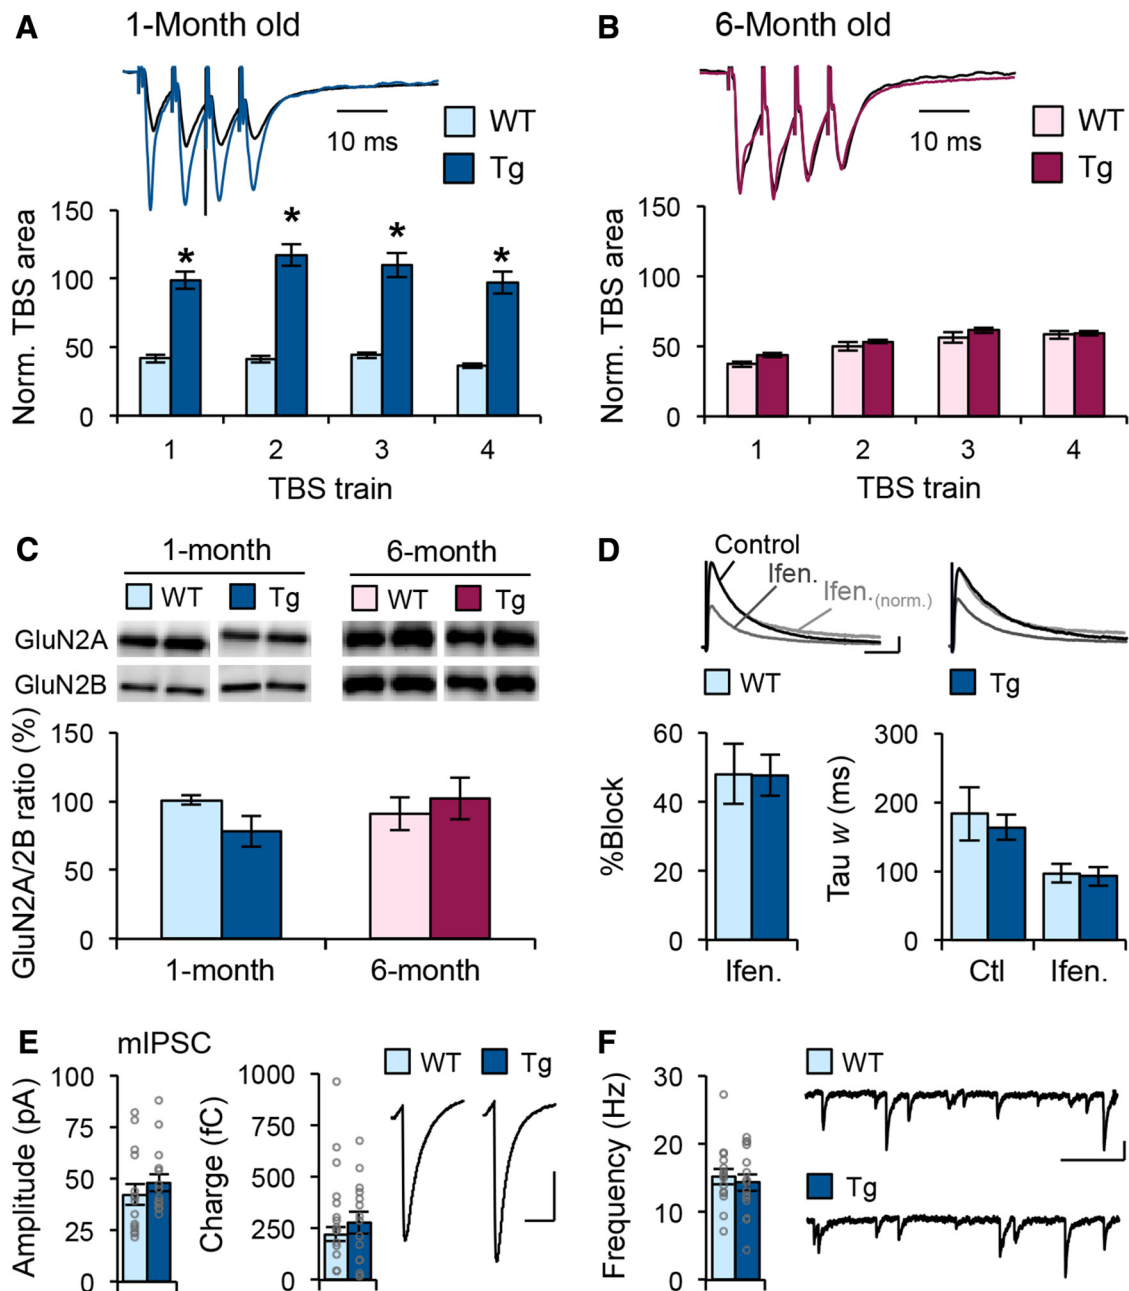 A 1-Month old
10 ms
WT
Tg
Norm. TBS area
150
100
50
0
* * * *
1 2 3 4
TBS train
B 6-Month old
10 ms
WT
Tg
Norm. TBS area
150
100
50
0
1 2 3 4
TBS train
C 1-month 6-month
WT Tg WT Tg
GluN2A
GluN2B
GluN2A/2B ratio (%)
150
100
50
0
1-month 6-month
D
Control
Ifen.
Ifen.(norm.)
WT Tg
%Block
60
40
20
0
Ifen.
Tau w (ms)
300
200
100
0
Ctl Ifen.
E mIPSC
Amplitude (pA)
100
75
50
25
0
Charge (fC)
1000
750
500
250
0
WT Tg
F
Frequency (Hz)
30
20
10
0
WT
Tg